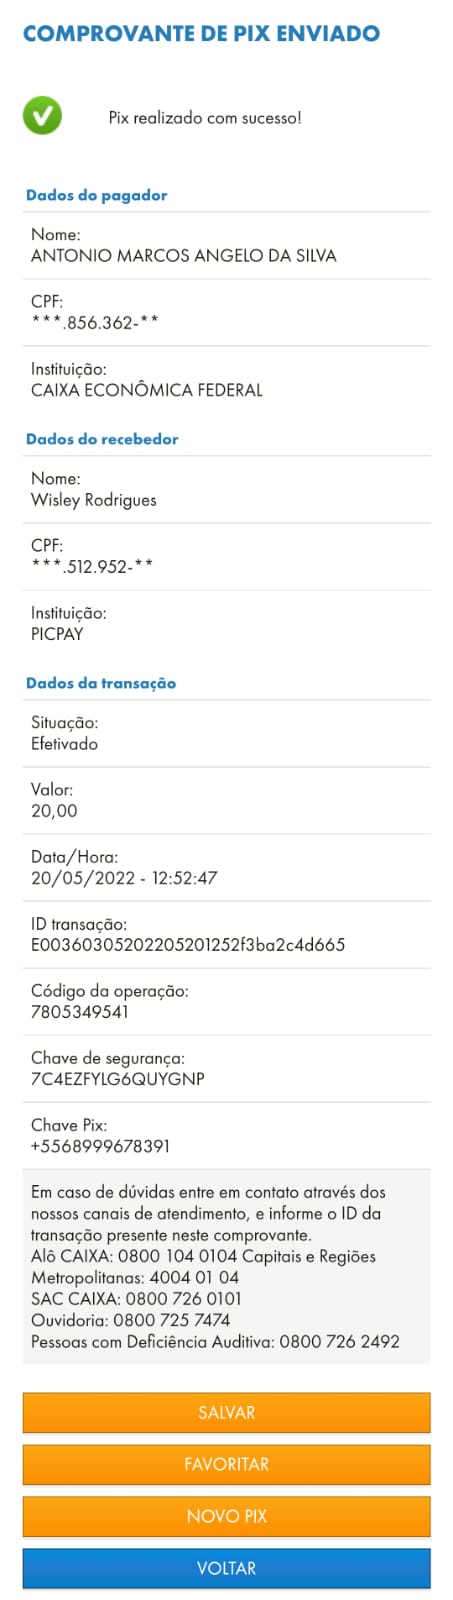 COMPROVANTE DE PIX ENVIADO
Pix realizado com sucesso!
Dados do pagador
Nome:
ANTONIO MARCOS ANGELO DA SILVA
CPF:
***.856.362-**
Instituição:
CAIXA ECONÔMICA FEDERAL
Dados do recebedor
Nome:
Wisley Rodrigues
CPF:
***.512.952-**
Instituição:
PICPAY
Dados da transação
Situação:
Efetivado
Valor:
20,00
Data/Hora:
20/05/2022 - 12:52:47
ID transação:
E00360305202205201252f3ba2c4d665
Código da operação:
7805349541
Chave de segurança:
7C4EZFYLG6QUYGNP
Chave Pix:
+5568999678391
Em caso de dúvidas entre em contato através dos
nossos canais de atendimento, e informe o ID da
transação presente neste comprovante.
Alô CAIXA: 0800 104 0104 Capitais e Regiões
Metropolitanas: 4004 01 04
SAC CAIXA: 0800 726 0101
Ouvidoria: 0800 725 7474
Pessoas com Deficiência Auditiva: 0800 726 2492
SALVAR
FAVORITAR
NOVO PIX
VOLTAR